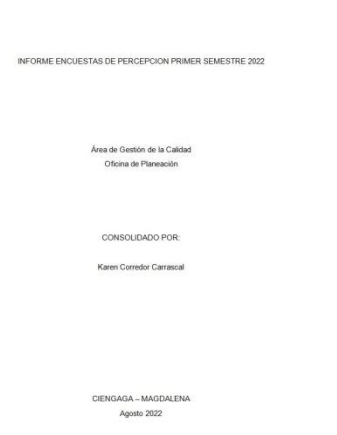 INFORME ENCUESTAS DE PERCEPCION PRIMER SEMESTRE 2022
Área de Gestión de la Calidad
Oficina de Planeación
CONSOLIDADO POR:
Karen Corredor Carrascal
CIENGAGA – MAGDALENA
Agosto 2022